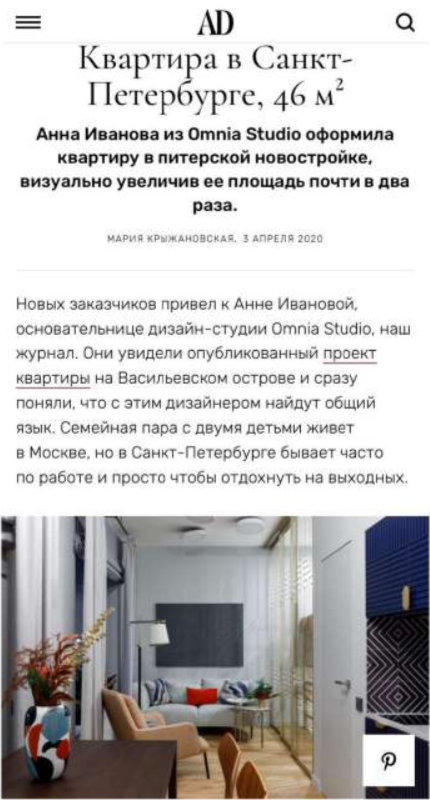 AD
Квартира в Санкт-
Петербурге, 46 м²
Анна Иванова из Omnia Studio оформила
квартиру в питерской новостройке,
визуально увеличив ее площадь почти в два
раза.
МАРИЯ КРЫЖАНОВСКАЯ, 3 АПРЕЛЯ 2020
Новых заказчиков привел к Анне Ивановой,
основательнице дизайн-студии Omnia Studio, наш
журнал. Они увидели опубликованный проект
квартиры на Васильевском острове и сразу
поняли, что с этим дизайнером найдут общий
язык. Семейная пара с двумя детьми живет
в Москве, но в Санкт-Петербурге бывает часто
по работе и просто чтобы отдохнуть на выходных.